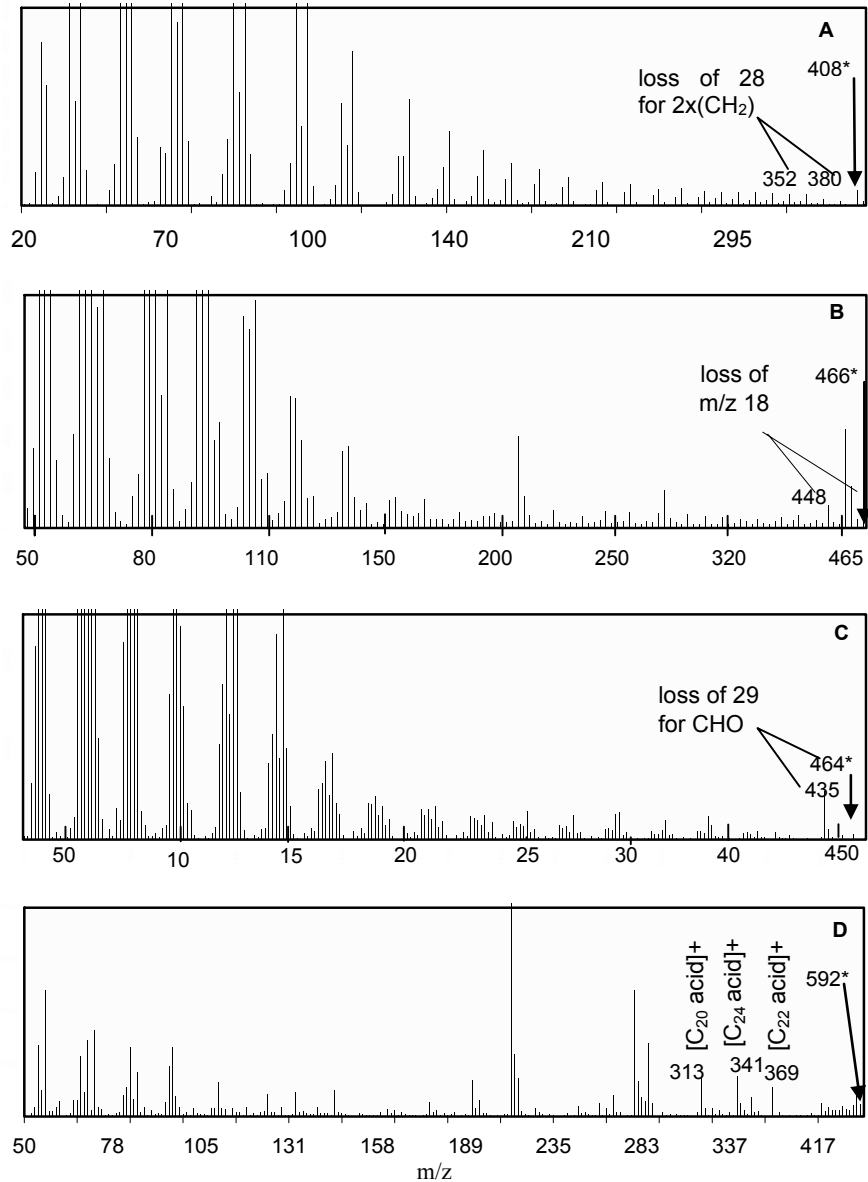 A
408*
loss of 28
for 2x(CH₂)
352 380
20 70 100 140 210 295
B
466*
loss of
m/z 18
448
50 80 110 150 200 250 320 465
C
loss of 29
for CHO
464*
435
50 10 15 20 25 30 40 450
D
592*
[C₂₀ acid]+
[C₂₄ acid]+
[C₂₂ acid]+
313 341 369
50 78 105 131 158 189 235 283 337 417
m/z